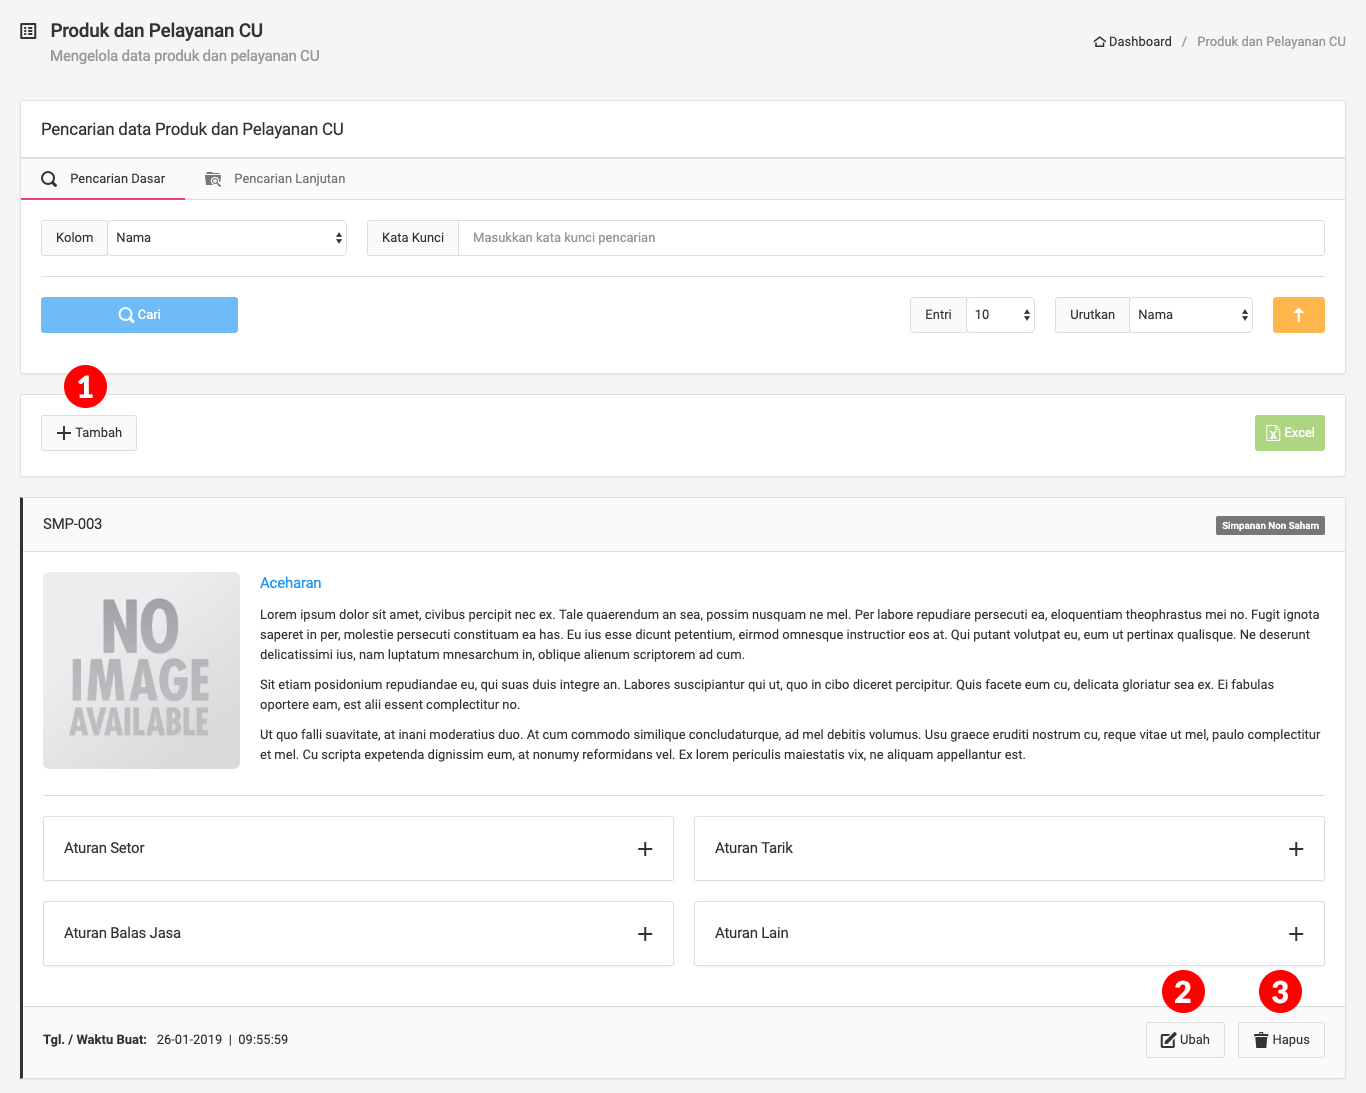 Produk dan Pelayanan CU
Mengelola data produk dan pelayanan CU
Dashboard / Produk dan Pelayanan CU
Pencarian data Produk dan Pelayanan CU
Pencarian Dasar
Pencarian Lanjutan
Kolom Nama
Kata Kunci Masukkan kata kunci pencarian
Cari
Entri 10
Urutkan Nama
1
Tambah
Excel
SMP-003
Simpanan Non Saham
NO
IMAGE
AVAILABLE
Aceharan
Lorem ipsum dolor sit amet, civibus percipit nec ex. Tale quaerendum an sea, possim nusquam ne mel. Per labore repudiare persecuti ea, eloquentiam theophrastus mei no. Fugit ignota
saperet in per, molestie persecuti constituam ea has. Eu ius esse dicunt petentium, eirmod omnesque instructior eos at. Qui putant volutpat eu, eum ut pertinax qualisque. Ne deserunt
delicatissimi ius, nam luptatum mnesarchum in, oblique alienum scriptorem ad cum.
Sit etiam posidonium repudiandae eu, qui suas duis integre an. Labores suscipiantur qui ut, quo in cibo diceret percipitur. Quis facete eum cu, delicata gloriatur sea ex. Ei fabulas
oportere eam, est alii essent complectitur no.
Ut quo falli suavitate, at inani moderatius duo. At cum commodo similique concludaturque, ad mel debitis volumus. Usu graece eruditi nostrum cu, reque vitae ut mel, paulo complectitur
et mel. Cu scripta expetenda dignissim eum, at nonumy reformidans vel. Ex lorem periculis maiestatis vix, ne aliquam appellantur est.
Aturan Setor
Aturan Tarik
Aturan Balas Jasa
Aturan Lain
2
3
Tgl. / Waktu Buat: 26-01-2019 | 09:55:59
Ubah
Hapus